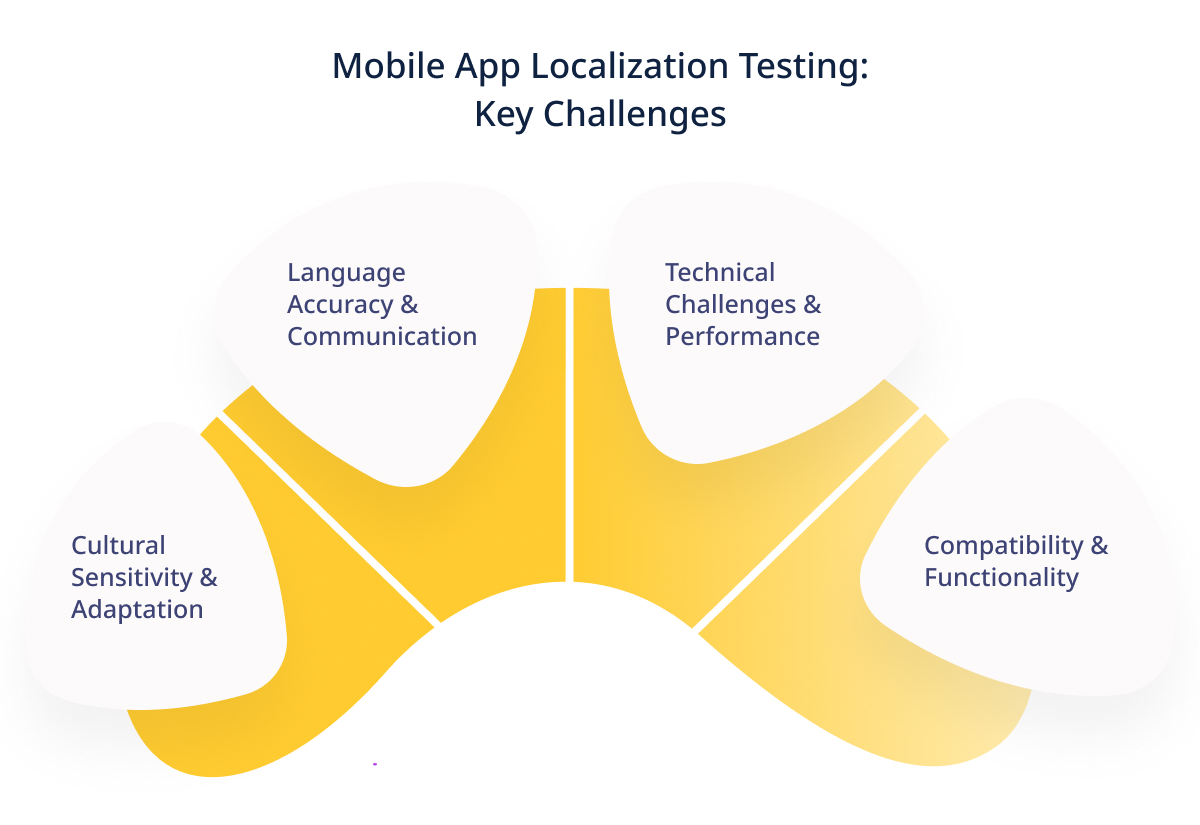 Mobile App Localization Testing:
Key Challenges
Language
Accuracy &
Communication
Technical
Challenges &
Performance
Cultural
Sensitivity &
Adaptation
Compatibility &
Functionality